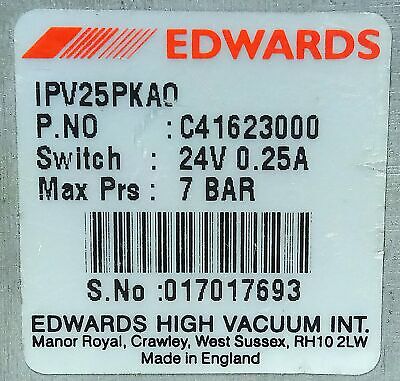 EDWARDS
IPV25PKAO
P.NO : C41623000
Switch : 24V 0.25A
Max Prs : 7 BAR
S.No :017017693
EDWARDS HIGH VACUUM INT.
Manor Royal, Crawley, West Sussex, RH10 2LW
Made in England